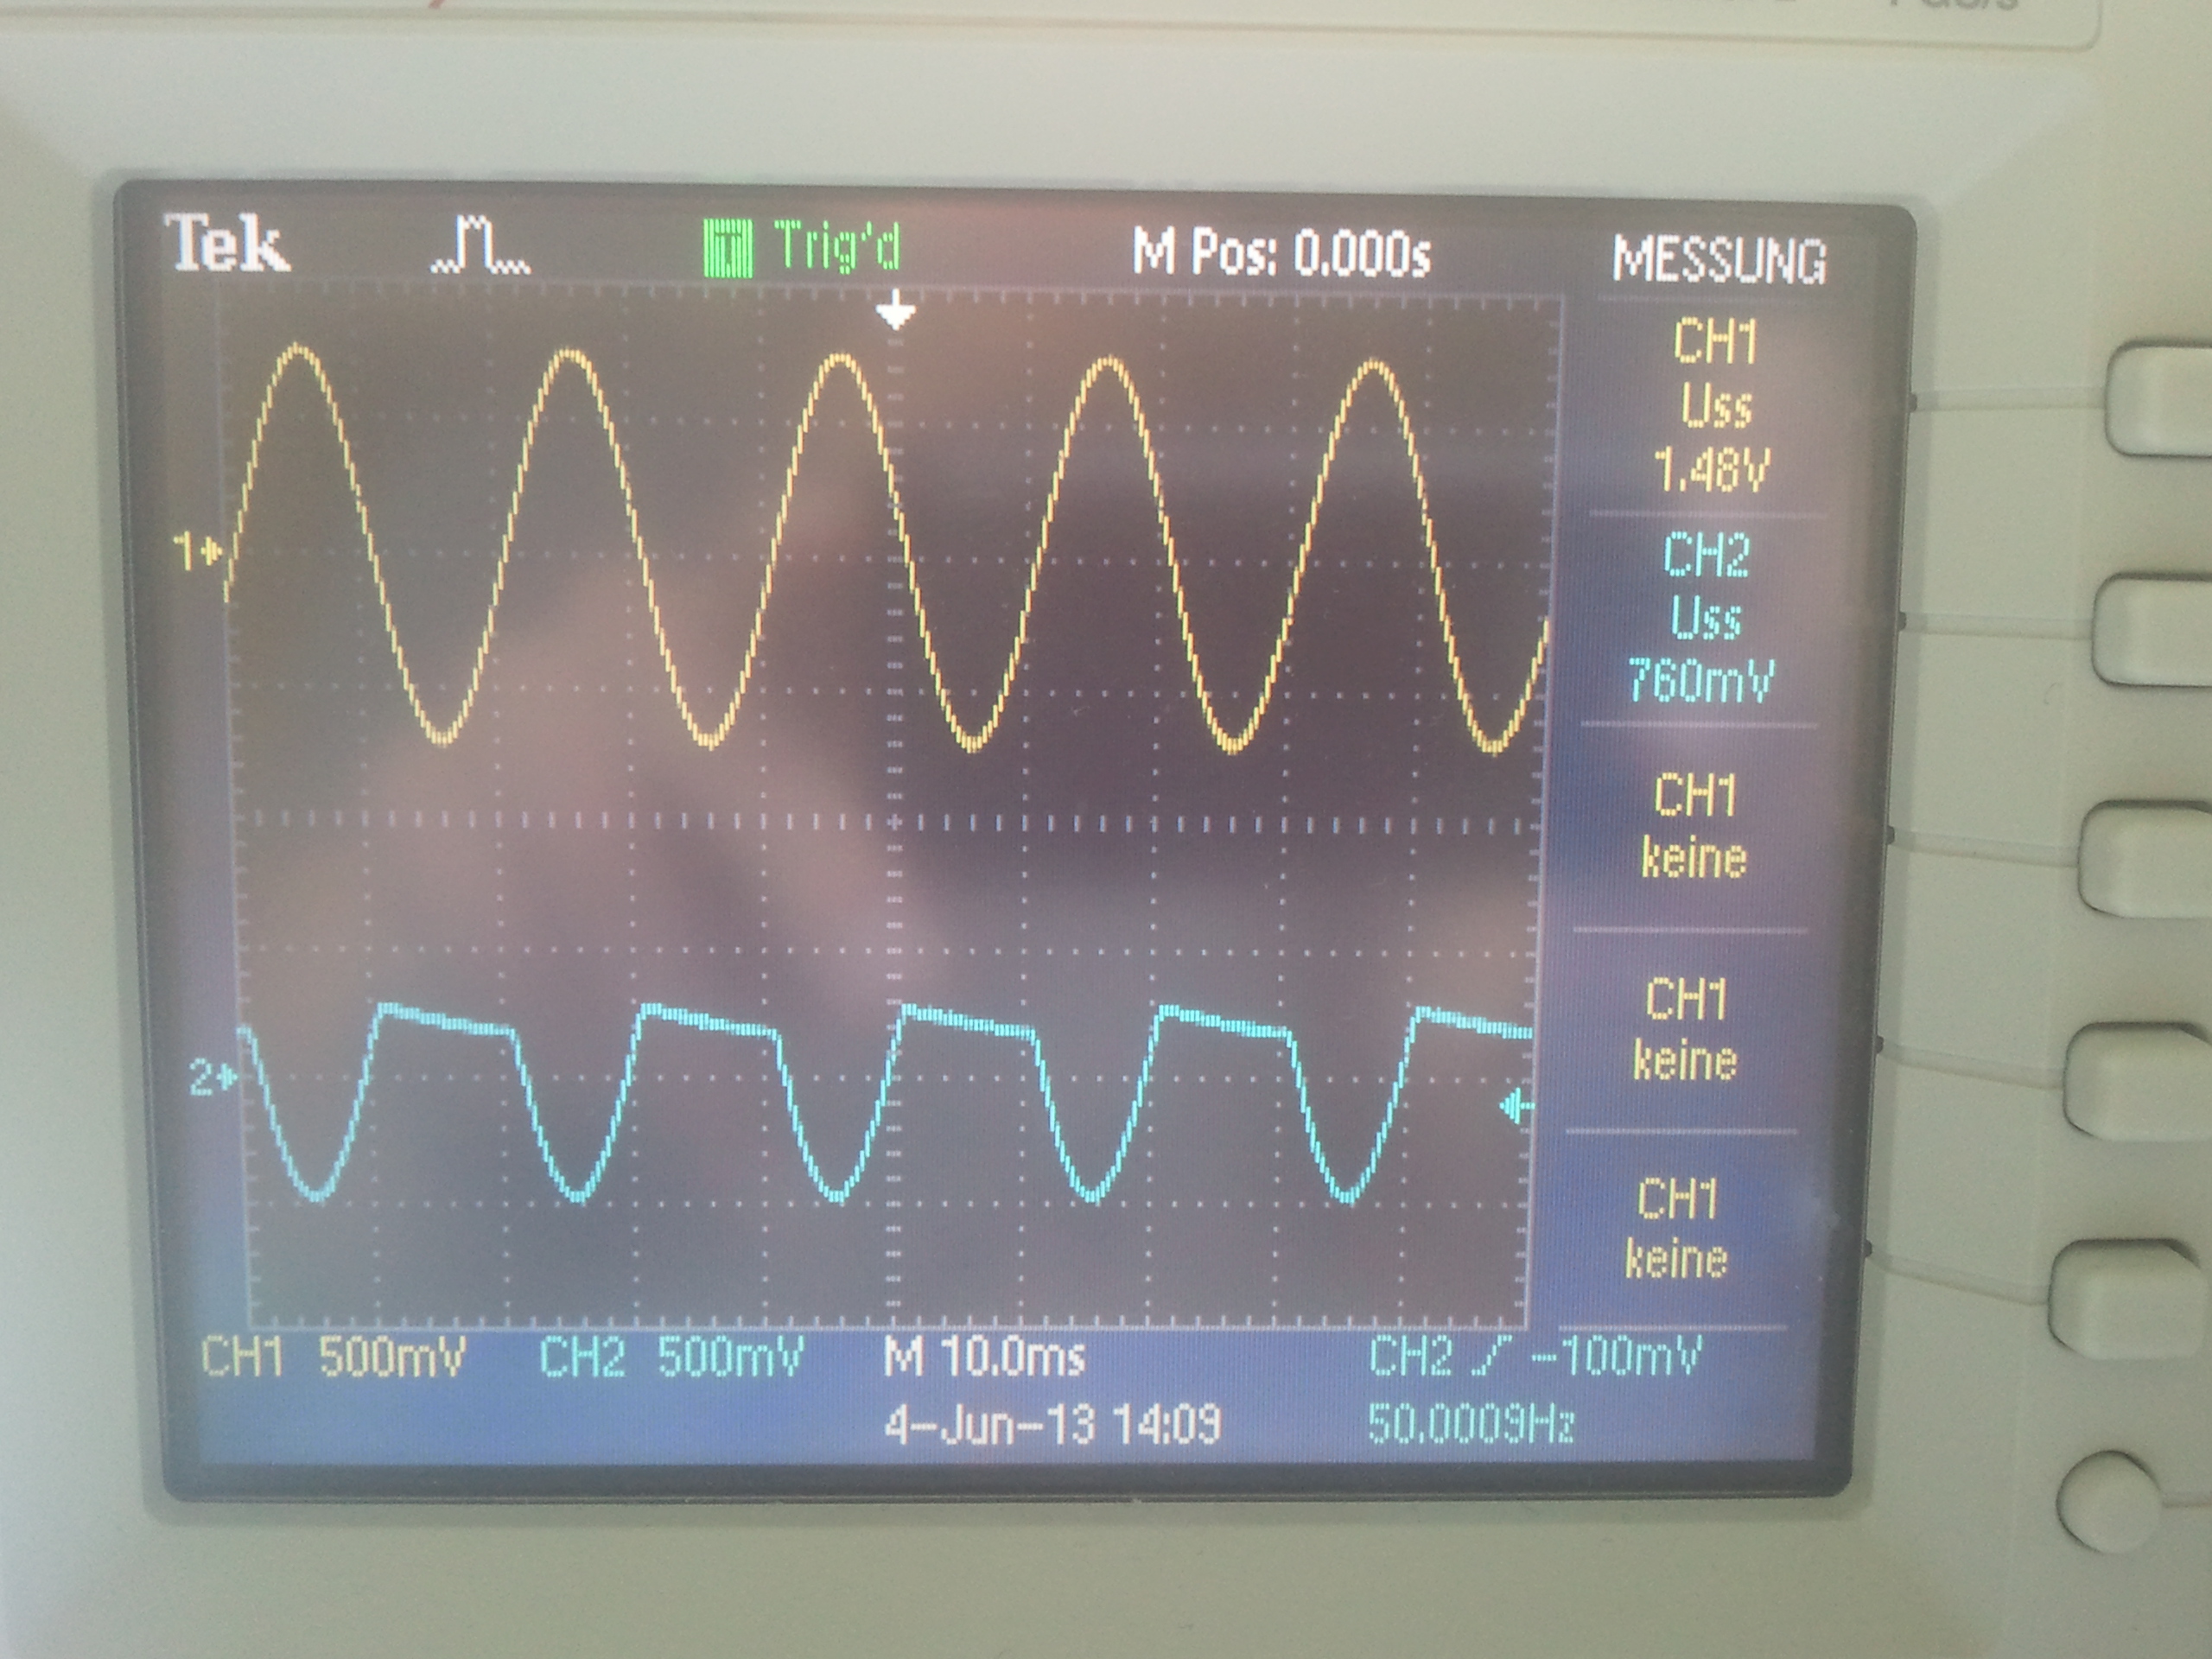 Tek Trig'd M Pos: 0.000s MESSUNG
CH1
Uss
1.48V
1
CH2
Uss
760mV
CH1
keine
CH1
keine
2
CH1
keine
CH1 500mV CH2 500mV M 10.0ms CH2 -100mV
4-Jun-13 14:09 50.0009Hz